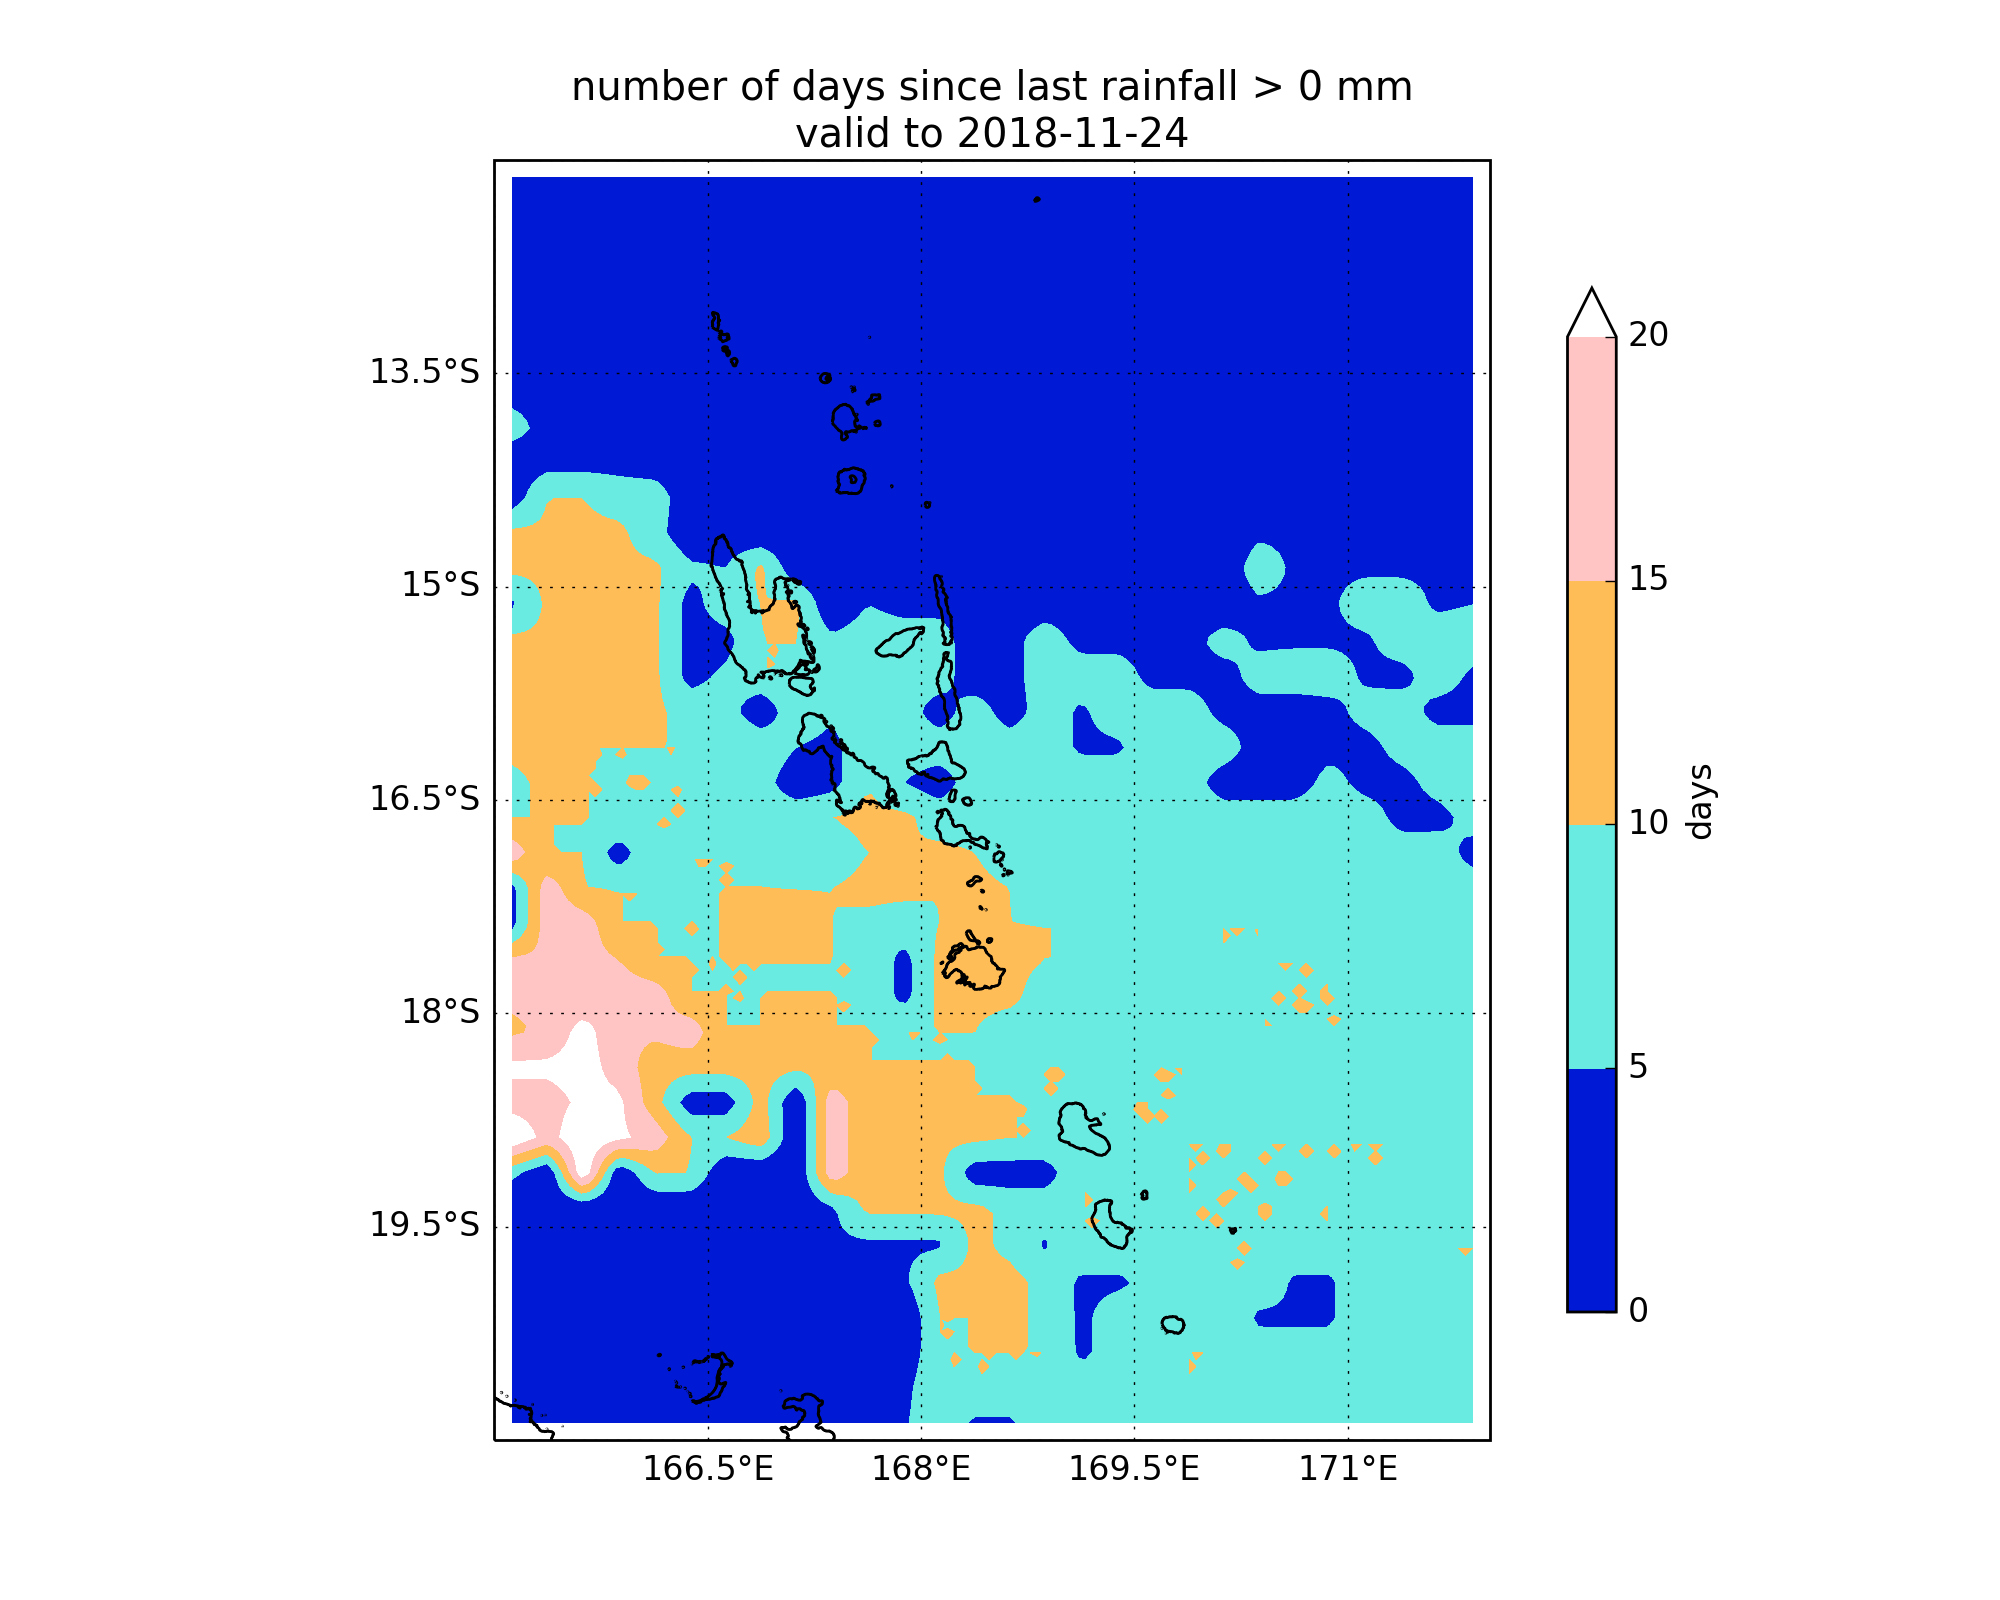 number of days since last rainfall > 0 mm
valid to 2018-11-24
13.5°S
15°S
16.5°S
18°S
19.5°S
166.5°E
168°E
169.5°E
171°E
20
15
10
5
0
days